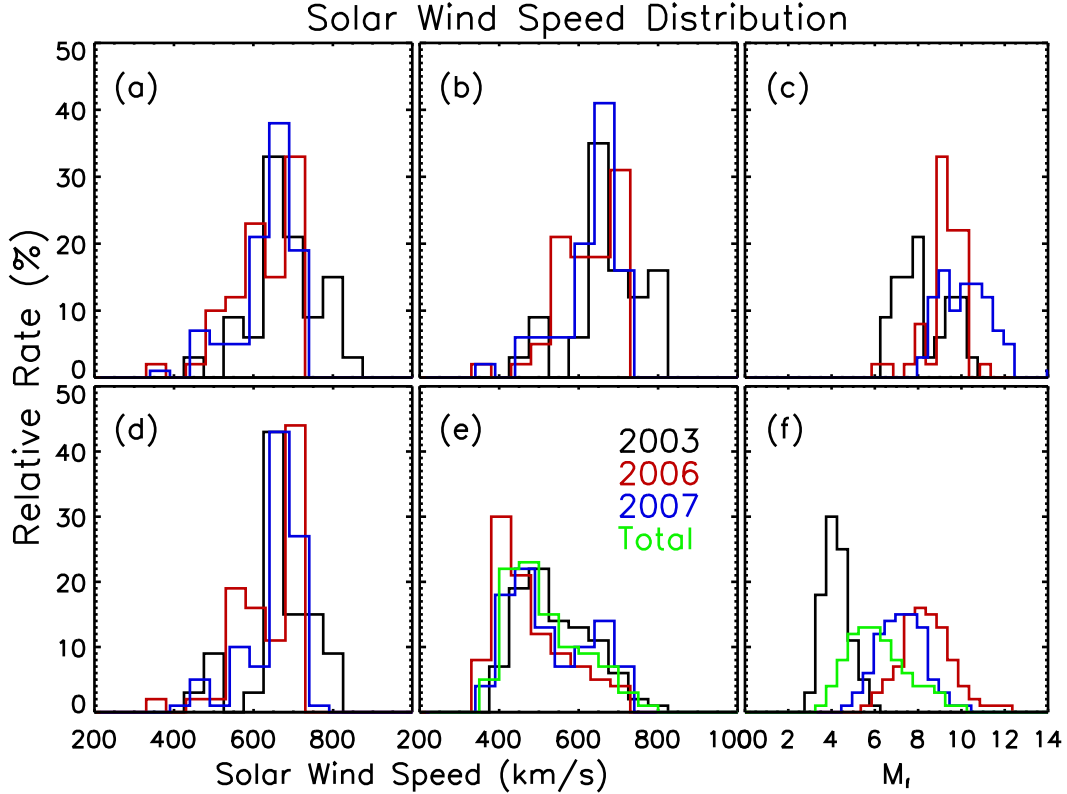 Solar Wind Speed Distribution
Relative Rate (%)
50
40
30
20
10
0
(a)
(b)
(c)
50
40
30
20
10
0
(d)
(e)
2003
2006
2007
Total
(f)
200 400 600 800 200 400 600 800 1000 0 2 4 6 8 10 12 14
Solar Wind Speed (km/s)
Mf